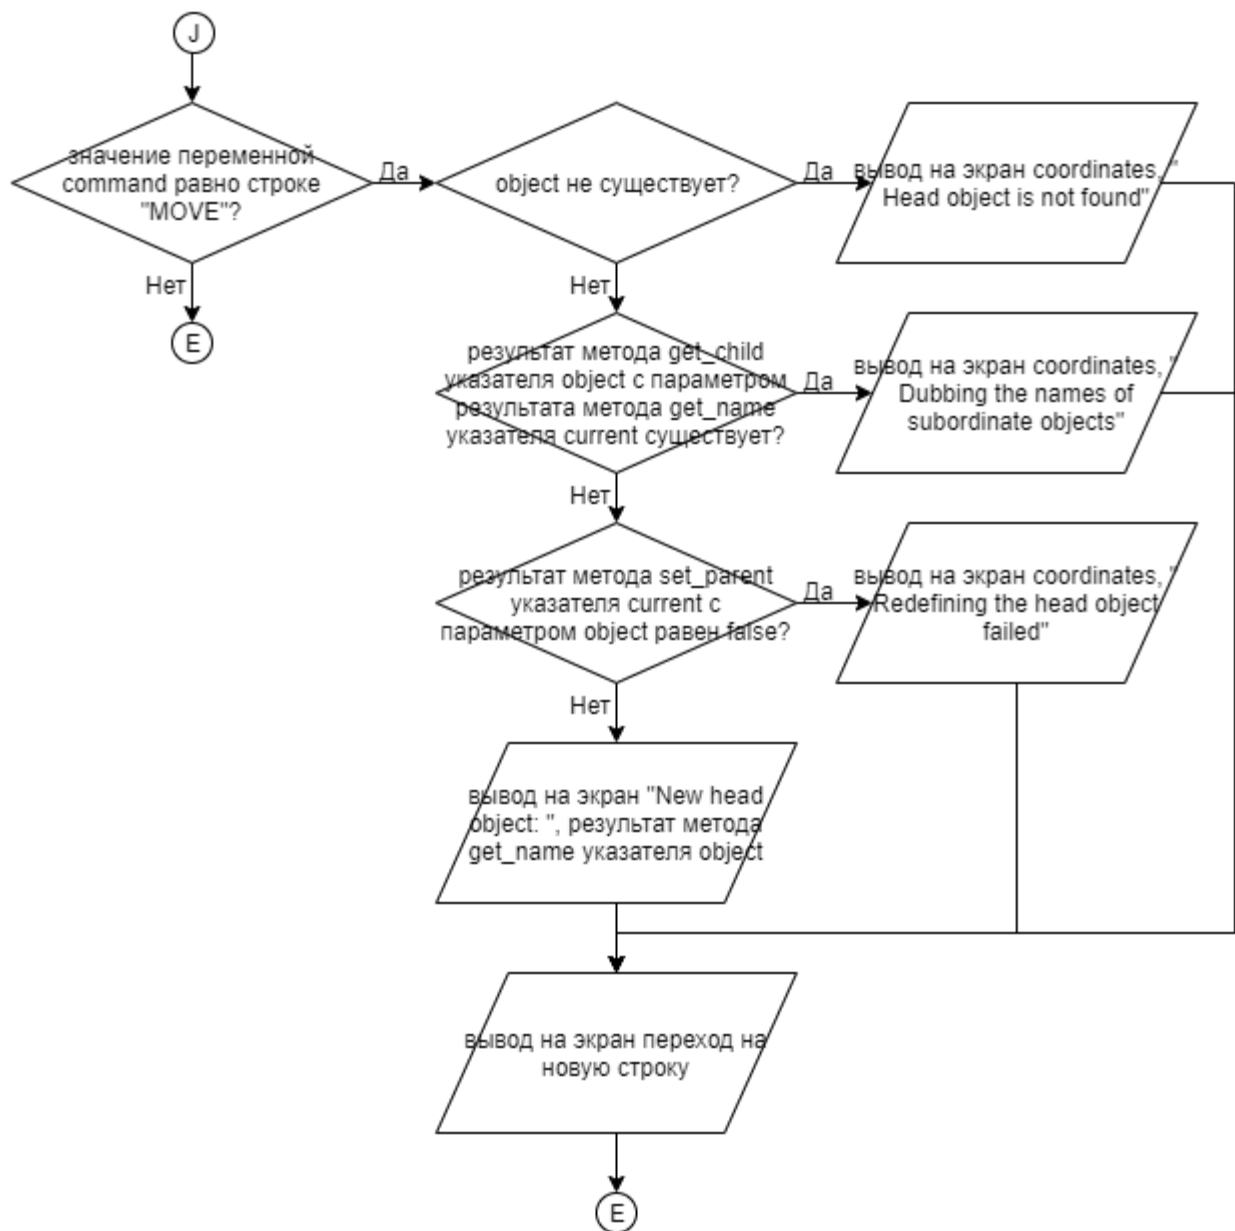 J
значение переменной
command равно строке
"MOVE"?
Да
object не существует?
Да
вывод на экран coordinates, "
Head object is not found"
Нет
E
Нет
результат метода get_child
указателя object с параметром
результата метода get_name
указателя current существует?
Да
вывод на экран coordinates, "
Dubbing the names of
subordinate objects"
Нет
результат метода set_parent
указателя current с
параметром object равен false?
Да
вывод на экран coordinates, "
Redefining the head object
failed"
Нет
вывод на экран "New head
object: ", результат метода
get_name указателя object
вывод на экран переход на
новую строку
E